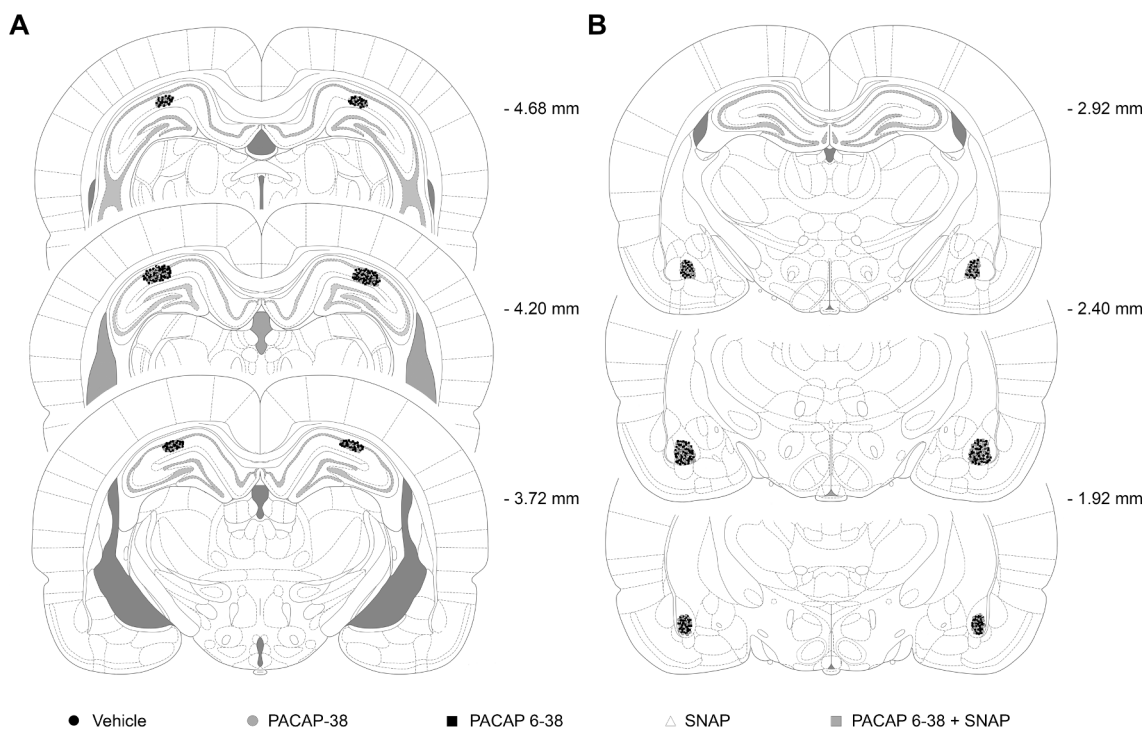 A
B
- 4.68 mm
- 2.92 mm
- 4.20 mm
- 2.40 mm
- 3.72 mm
- 1.92 mm
Vehicle PACAP-38 PACAP 6-38 SNAP PACAP 6-38 + SNAP